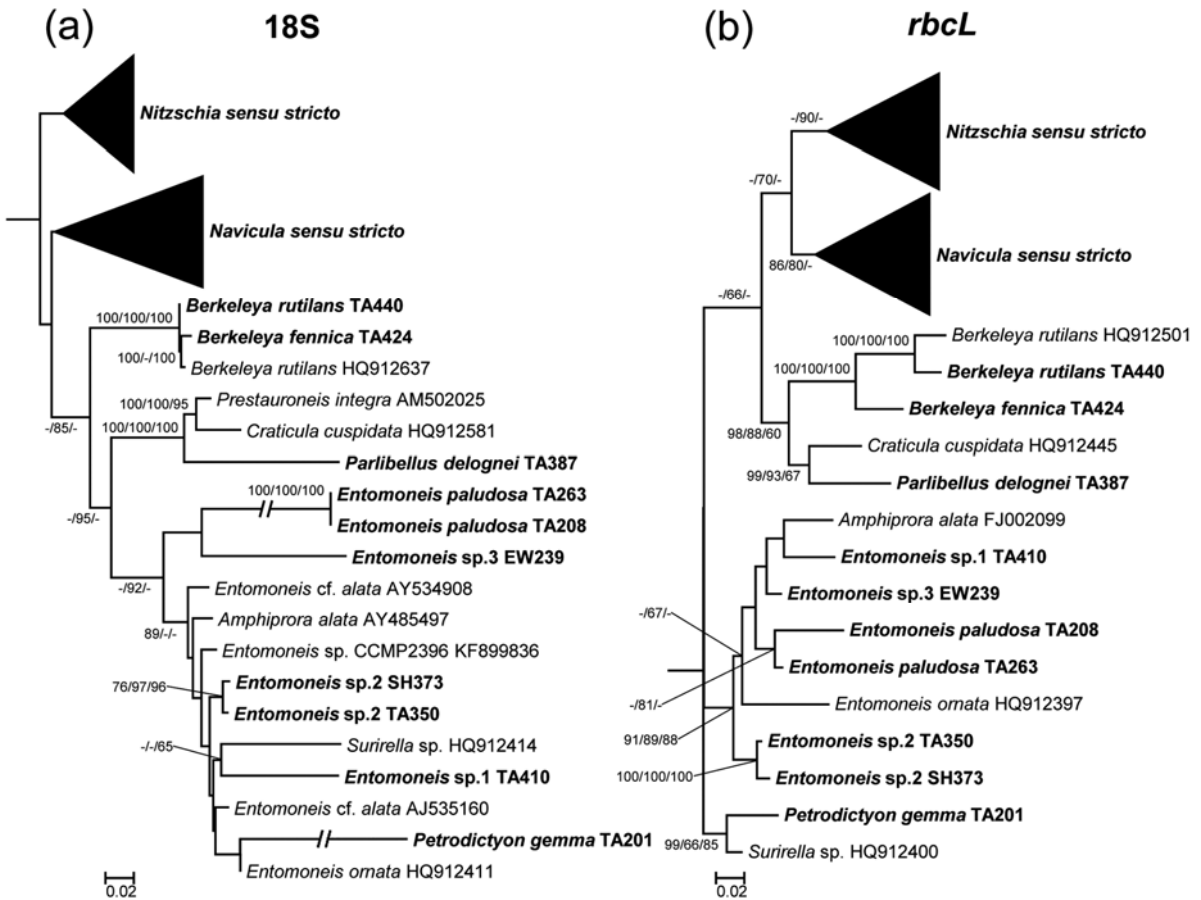 (a) 18S
Nitzschia sensu stricto
Navicula sensu stricto
Berkeleya rutilans TA440
100/100/100
Berkeleya fennica TA424
100/-/100
Berkeleya rutilans HQ912637
Prestauroneis integra AM502025
100/100/95
100/100/100
Craticula cuspidata HQ912581
-/85/-
Parlibellus delognei TA387
100/100/100
Entomoneis paludosa TA263
-/95/-
Entomoneis paludosa TA208
Entomoneis sp.3 EW239
-/92/-
Entomoneis cf. alata AY534908
Amphiprora alata AY485497
89/-/-
Entomoneis sp. CCMP2396 KF899836
Entomoneis sp.2 SH373
76/97/96
Entomoneis sp.2 TA350
-/-/65
Surirella sp. HQ912414
Entomoneis sp.1 TA410
Entomoneis cf. alata AJ535160
Petrodictyon gemma TA201
Entomoneis ornata HQ912411
0.02
(b) rbcL
-/90/-
Nitzschia sensu stricto
-/70/-
Navicula sensu stricto
86/80/-
-/66/-
Berkeleya rutilans HQ912501
100/100/100
100/100/100
Berkeleya rutilans TA440
Berkeleya fennica TA424
98/88/60
Craticula cuspidata HQ912445
99/93/67
Parlibellus delognei TA387
Amphiprora alata FJ002099
Entomoneis sp.1 TA410
Entomoneis sp.3 EW239
-/67/-
Entomoneis paludosa TA208
Entomoneis paludosa TA263
-/81/-
Entomoneis ornata HQ912397
91/89/88
Entomoneis sp.2 TA350
100/100/100
Entomoneis sp.2 SH373
Petrodictyon gemma TA201
99/66/85
Surirella sp. HQ912400
0.02